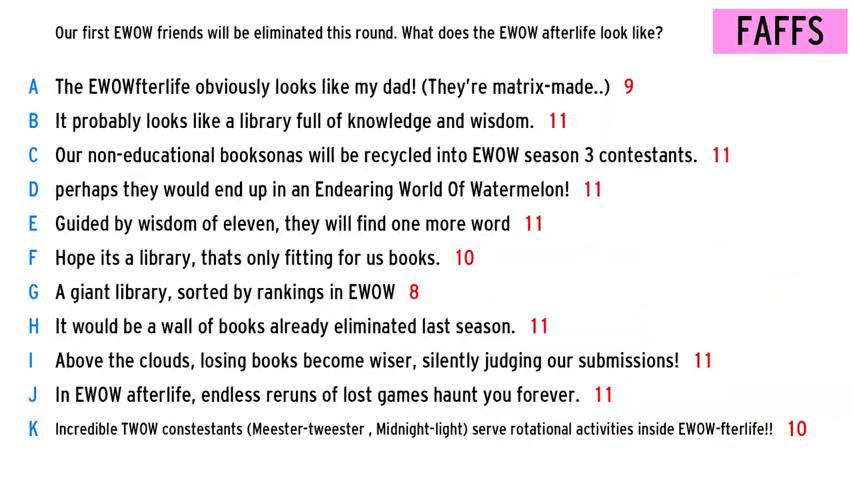 Our first EWOW friends will be eliminated this round. What does the EWOW afterlife look like?
FAFFS
A The EWOWfterlife obviously looks like my dad! (They're matrix-made..) 9
B It probably looks like a library full of knowledge and wisdom. 11
C Our non-educational booksonas will be recycled into EWOW season 3 contestants. 11
D perhaps they would end up in an Endearing World Of Watermelon! 11
E Guided by wisdom of eleven, they will find one more word 11
F Hope its a library, thats only fitting for us books. 10
G A giant library, sorted by rankings in EWOW 8
H It would be a wall of books already eliminated last season. 11
I Above the clouds, losing books become wiser, silently judging our submissions! 11
J In EWOW afterlife, endless reruns of lost games haunt you forever. 11
K Incredible TWOW constestants (Meester-tweester , Midnight-light) serve rotational activities inside EWOW-fterlife!! 10